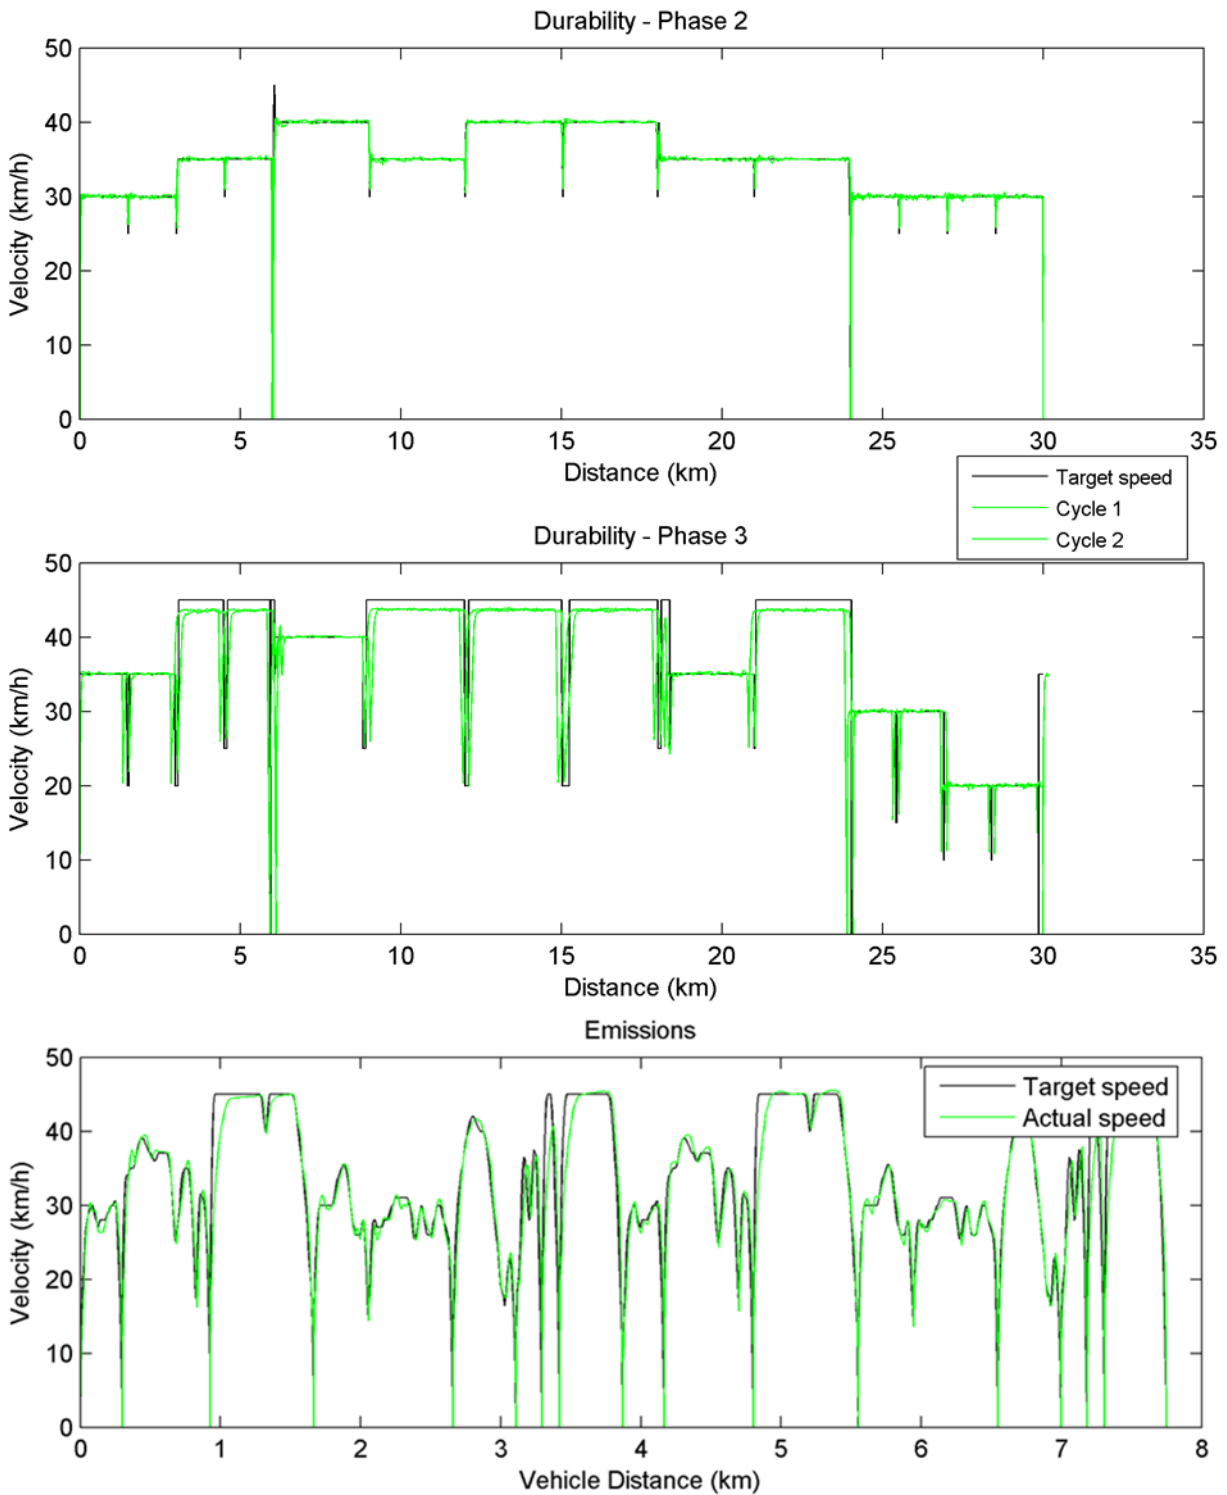 Durability - Phase 2
50
40
30
20
10
0
Velocity (km/h)
0 5 10 15 20 25 30 35
Distance (km)
Target speed
Cycle 1
Cycle 2
Durability - Phase 3
50
40
30
20
10
0
Velocity (km/h)
0 5 10 15 20 25 30 35
Distance (km)
Emissions
50
40
30
20
10
0
Velocity (km/h)
Target speed
Actual speed
0 1 2 3 4 5 6 7 8
Vehicle Distance (km)